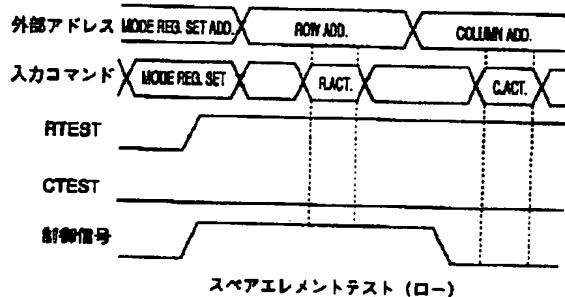 外部アドレス MODE REG. SET ADD. ROW ADD. COLUMN ADD.
入力コマンド MODE REG. SET R.ACT. C.ACT.
RTEST
CTEST
制御信号
スペアエレメントテスト (ロー)